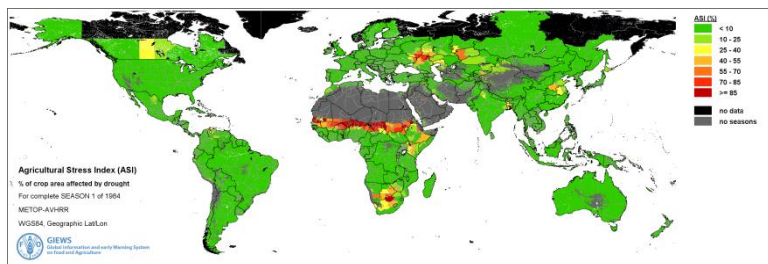 ASI (%)
< 10
10 - 25
25 - 40
40 - 55
55 - 70
70 - 85
>= 85
no data
no seasons
Agricultural Stress Index (ASI)
% of crop area affected by drought
For complete SEASON 1 of 1984
METOP-AVHRR
WGS84, Geographic Lat/Lon
GIEWS
Global Information and early Warning System
on Food and Agriculture